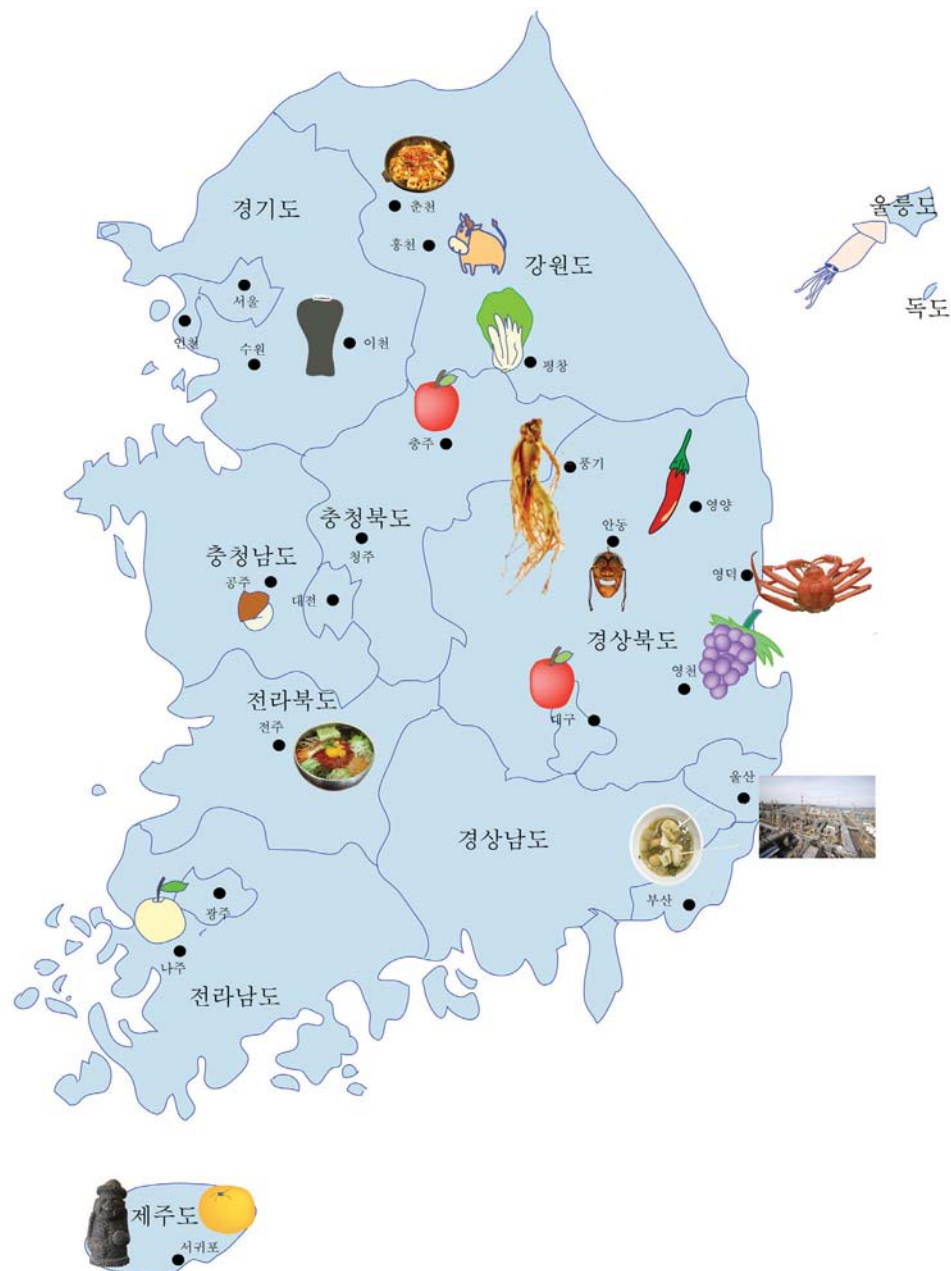 경기도
춘천
홍천
강원도
울릉도
독도
서울
인천
수원
이천
평창
충주
풍기
영양
안동
영덕
충청북도
청주
충청남도
공주
대전
경상북도
영천
대구
전라북도
전주
울산
경상남도
부산
광주
나주
전라남도
제주도
서귀포